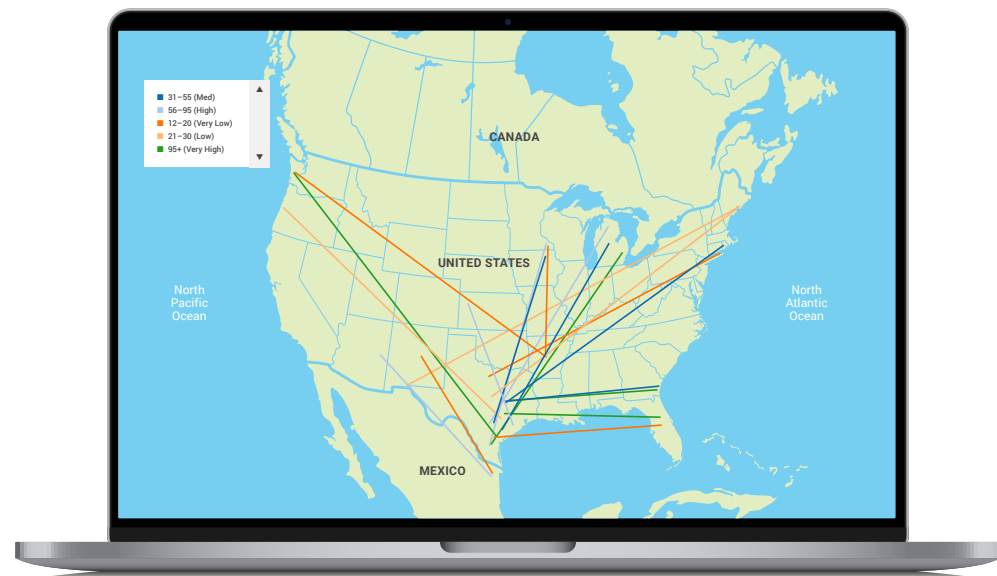 31–55 (Med)
56–95 (High)
12–20 (Very Low)
21–30 (Low)
95+ (Very High)
CANADA
UNITED STATES
North
Pacific
Ocean
North
Atlantic
Ocean
MEXICO